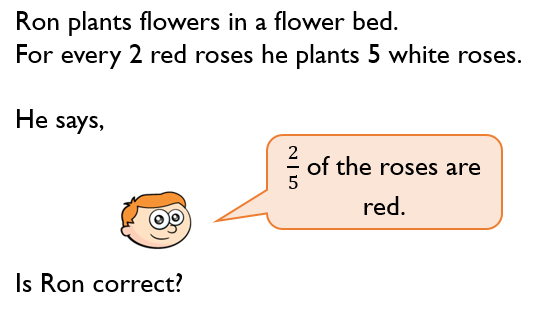 Ron plants flowers in a flower bed.
For every 2 red roses he plants 5 white roses.
He says,
2/5 of the roses are
red.
Is Ron correct?